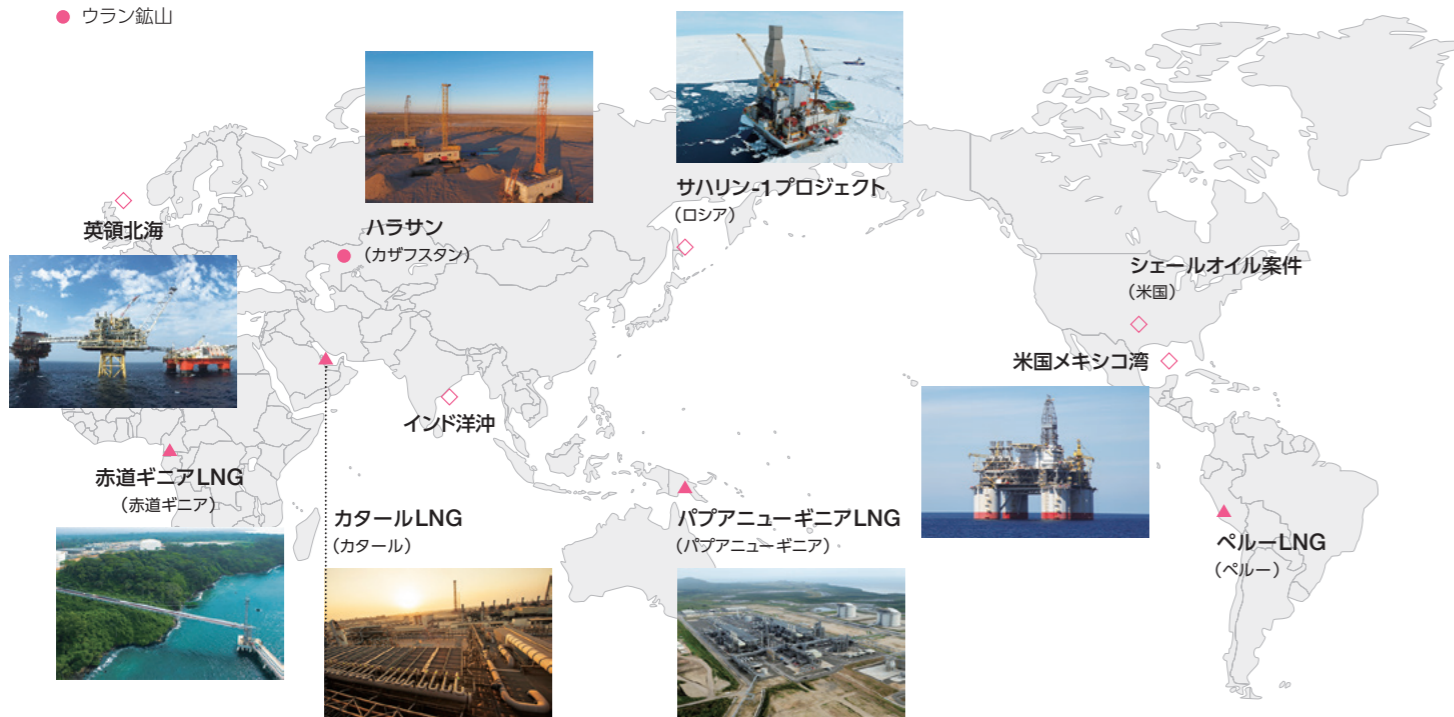 ウラン鉱山
サハリン-1プロジェクト
(ロシア)
英領北海
ハラサン
(カザフスタン)
シェールオイル案件
(米国)
米国メキシコ湾
インド洋沖
赤道ギニアLNG
(赤道ギニア)
カタールLNG
(カタール)
パプアニューギニアLNG
(パプアニューギニア)
ペルーLNG
(ペルー)